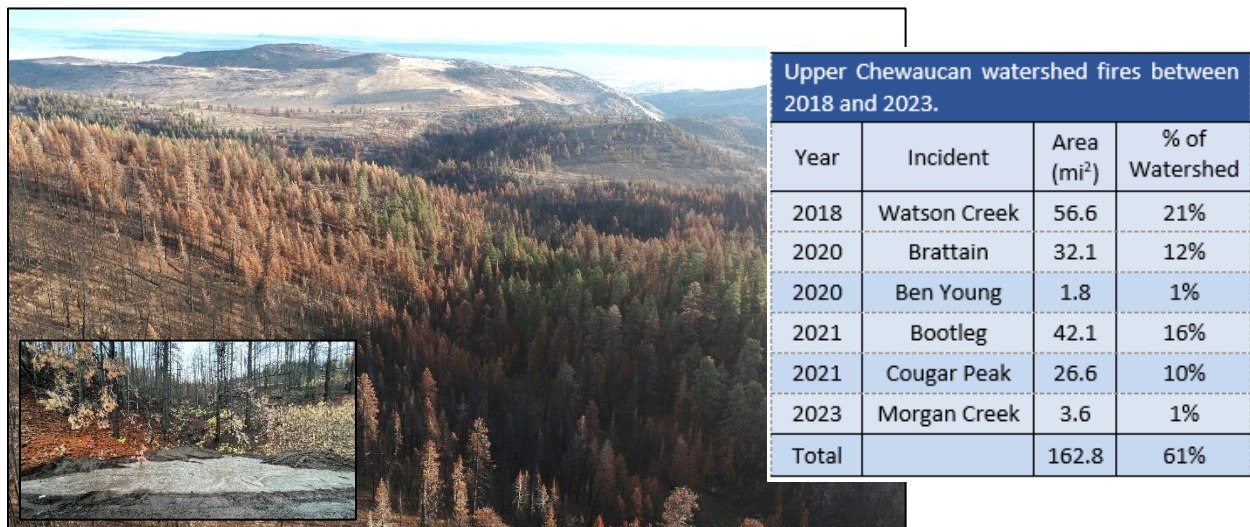 Upper Chewaucan watershed fires between
2018 and 2023.
Year Incident Area (mi²) % of Watershed
2018 Watson Creek 56.6 21%
2020 Brattain 32.1 12%
2020 Ben Young 1.8 1%
2021 Bootleg 42.1 16%
2021 Cougar Peak 26.6 10%
2023 Morgan Creek 3.6 1%
Total 162.8 61%